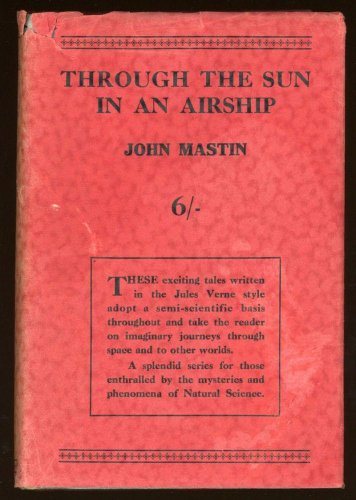 THROUGH THE SUN
IN AN AIRSHIP
JOHN MASTIN
6/-
THESE exciting tales written
in the Jules Verne style
adopt a semi-scientific basis
throughout and take the reader
on imaginary journeys through
space and to other worlds.
A splendid series for those
enthralled by the mysteries and
phenomena of Natural Science.